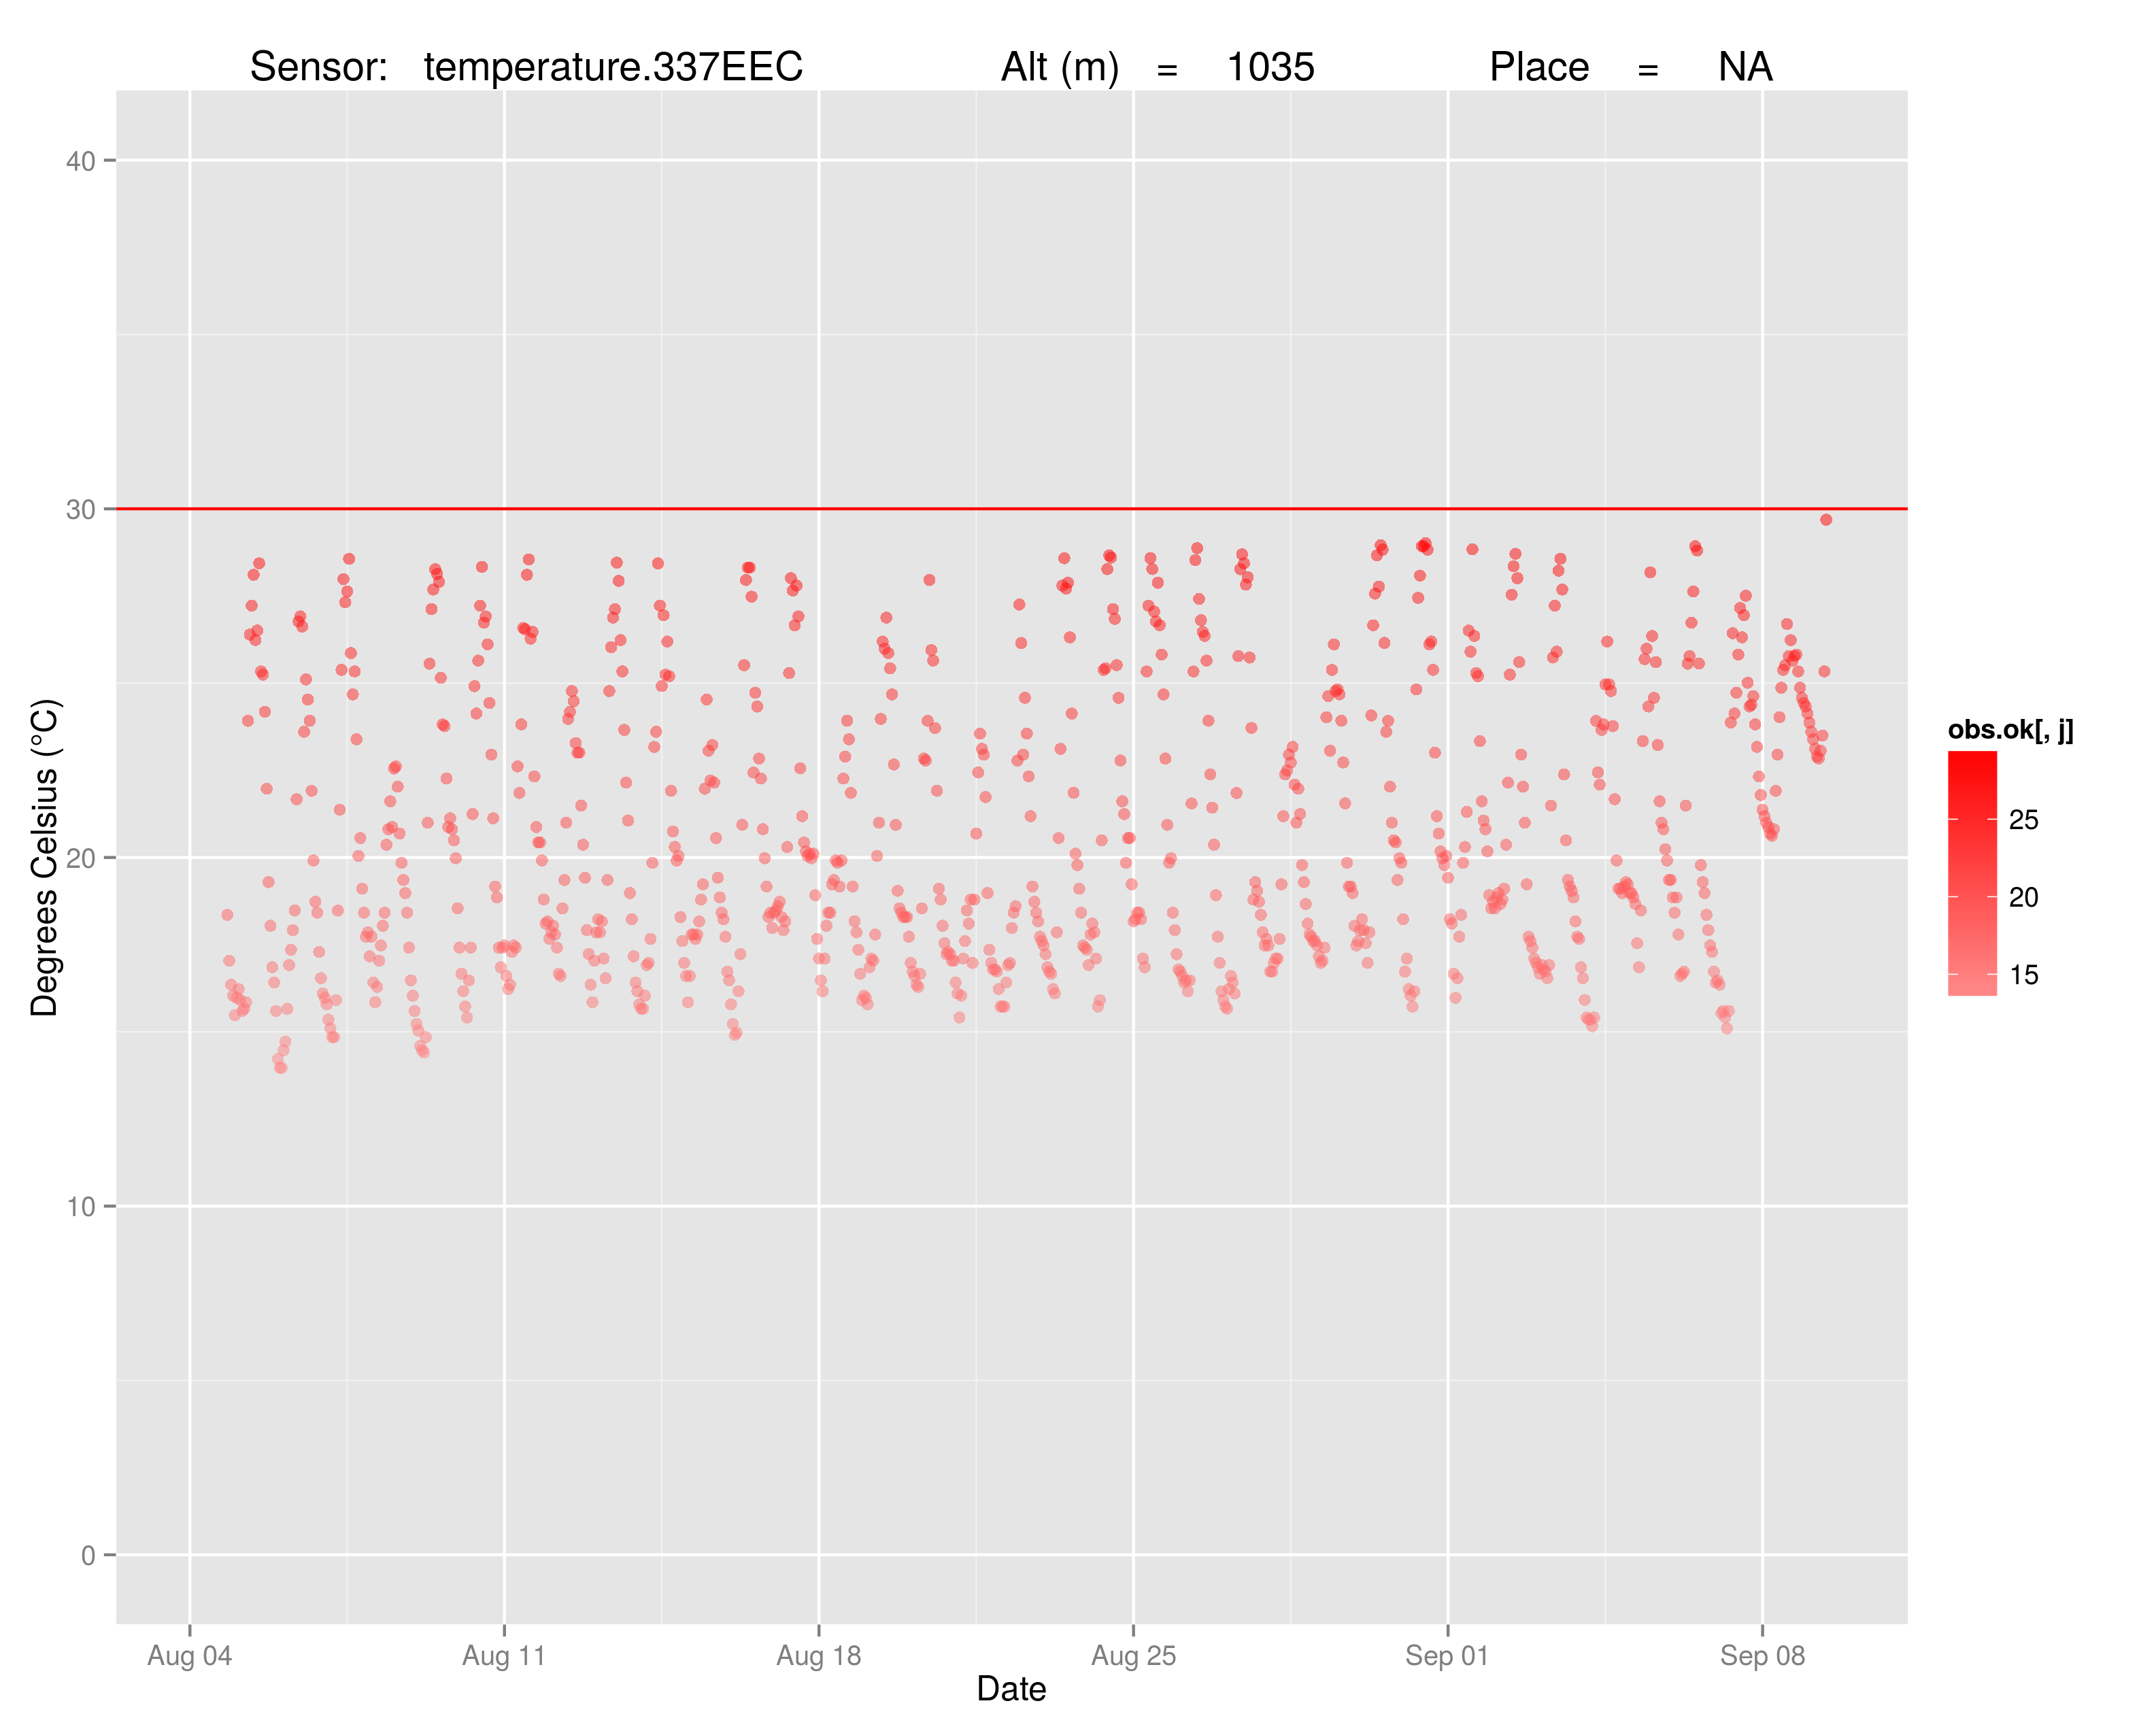 Sensor: temperature.337EEC Alt (m) = 1035 Place = NA
Degrees Celsius (°C)
40
30
20
10
0
Aug 04 Aug 11 Aug 18 Aug 25 Sep 01 Sep 08
Date
obs.ok[, j]
25
20
15